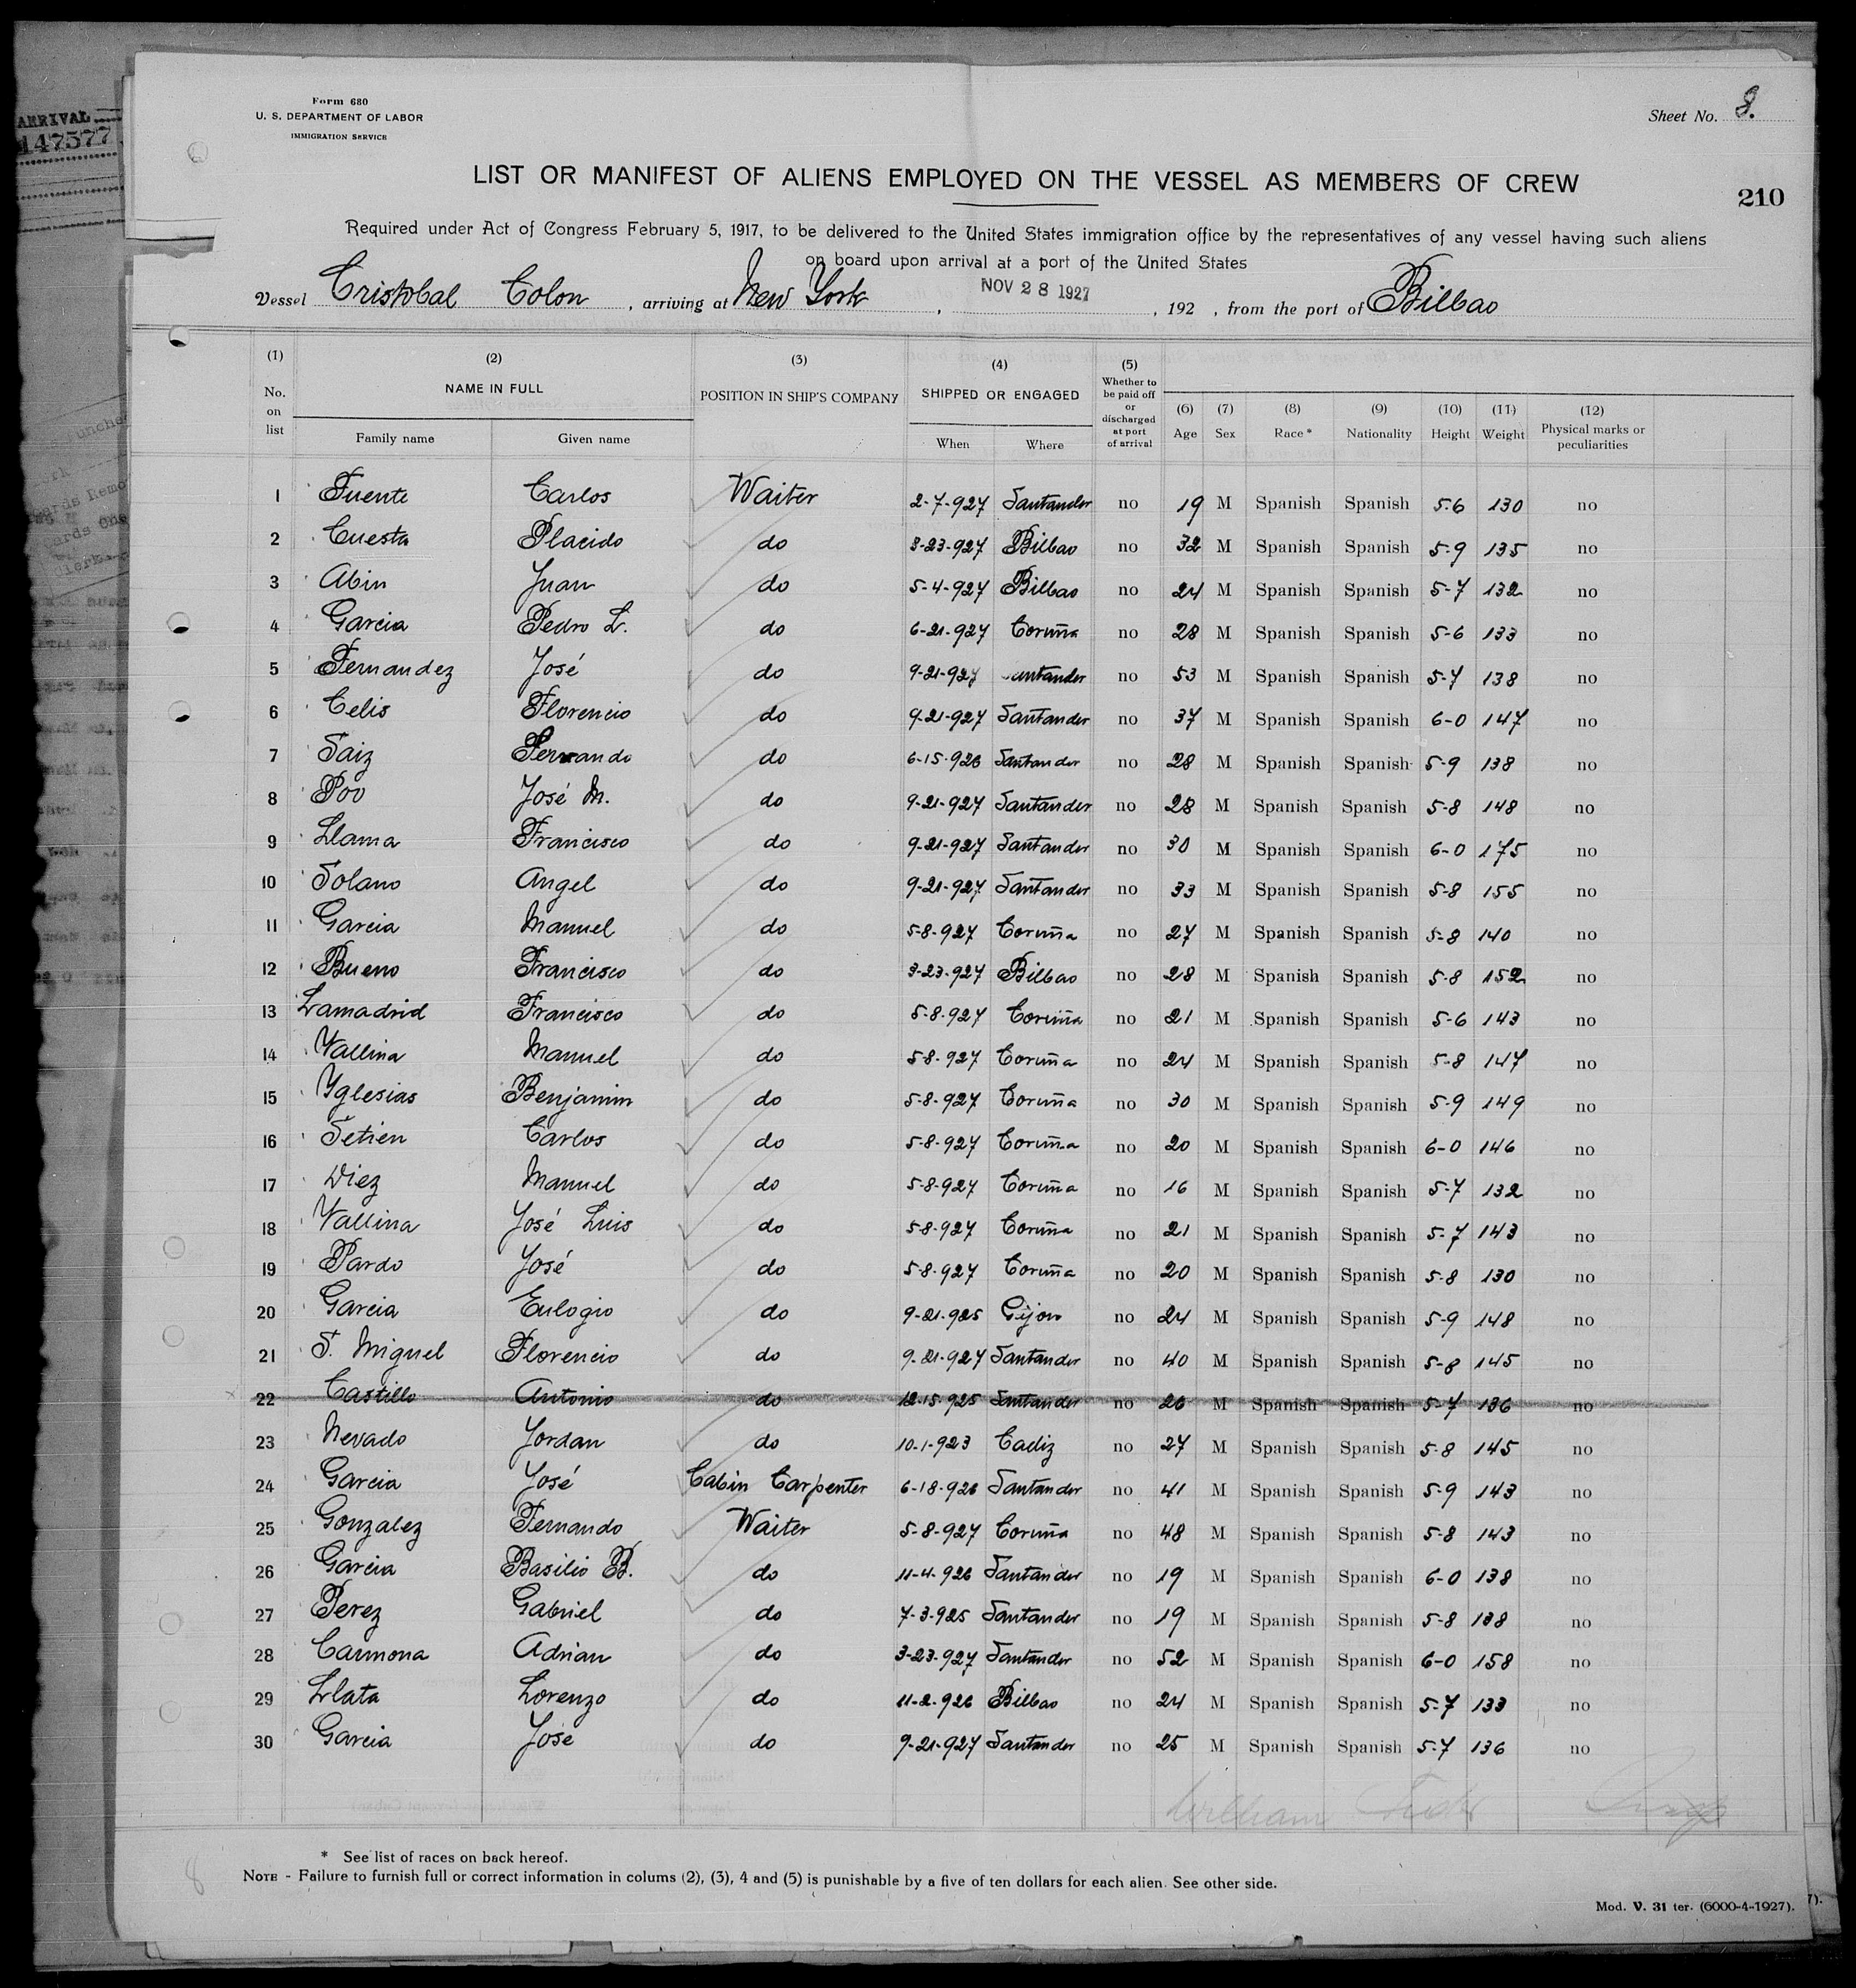 ARRIVAL
147577
Form 680
U. S. DEPARTMENT OF LABOR
IMMIGRATION SERVICE
Sheet No. 8.
LIST OR MANIFEST OF ALIENS EMPLOYED ON THE VESSEL AS MEMBERS OF CREW
210
Required under Act of Congress February 5, 1917, to be delivered to the United States immigration office by the representatives of any vessel having such aliens
on board upon arrival at a port of the United States
Vessel Cristobal Colon , arriving at New York , NOV 28 1927 , 192 , from the port of Bilbao
(1) (2) (3) (4) (5) (6) (7) (8) (9) (10) (11) (12)
No. on list NAME IN FULL POSITION IN SHIP'S COMPANY SHIPPED OR ENGAGED Whether to be paid off or discharged at port of arrival Age Sex Race * Nationality Height Weight Physical marks or peculiarities
Family name Given name When Where
1 Fuente Carlos Waiter 2-7-927 Santander no 19 M Spanish Spanish 5-6 130 no
2 Cuesta Placido do 3-23-927 Bilbao no 32 M Spanish Spanish 5-9 135 no
3 Abin Juan do 5-4-927 Bilbao no 24 M Spanish Spanish 5-7 132 no
4 Garcia Pedro L. do 6-21-927 Coruña no 28 M Spanish Spanish 5-6 133 no
5 Fernandez José do 9-21-927 Santander no 53 M Spanish Spanish 5-7 138 no
6 Celis Florencio do 9-21-927 Santander no 37 M Spanish Spanish 6-0 147 no
7 Saiz Fernando do 6-15-926 Santander no 28 M Spanish Spanish 5-9 138 no
8 Poo José M. do 9-21-927 Santander no 28 M Spanish Spanish 5-8 148 no
9 Llama Francisco do 9-21-927 Santander no 30 M Spanish Spanish 6-0 175 no
10 Solano Angel do 9-21-927 Santander no 33 M Spanish Spanish 5-8 155 no
11 Garcia Manuel do 5-8-927 Coruña no 27 M Spanish Spanish 5-8 140 no
12 Bueno Francisco do 3-23-927 Bilbao no 28 M Spanish Spanish 5-8 152 no
13 Lamadrid Francisco do 5-8-927 Coruña no 21 M Spanish Spanish 5-6 143 no
14 Vallina Manuel do 5-8-927 Coruña no 24 M Spanish Spanish 5-8 147 no
15 Yglesias Benjamin do 5-8-927 Coruña no 30 M Spanish Spanish 5-9 149 no
16 Setien Carlos do 5-8-927 Coruña no 20 M Spanish Spanish 6-0 146 no
17 Diez Manuel do 5-8-927 Coruña no 16 M Spanish Spanish 5-7 132 no
18 Vallina José Luis do 5-8-927 Coruña no 21 M Spanish Spanish 5-7 143 no
19 Pardo José do 5-8-927 Coruña no 20 M Spanish Spanish 5-8 130 no
20 Garcia Eulogio do 9-21-925 Gijon no 24 M Spanish Spanish 5-9 148 no
21 S. Miguel Florencio do 9-21-927 Santander no 40 M Spanish Spanish 5-8 145 no
22 Castillo Antonio do 12-15-925 Santander no 26 M Spanish Spanish 5-7 136 no
23 Nevado Jordan do 10-1-923 Cadiz no 27 M Spanish Spanish 5-8 145 no
24 Garcia José Cabin Carpenter 6-18-926 Santander no 41 M Spanish Spanish 5-9 143 no
25 Gonzalez Fernando Waiter 5-8-927 Coruña no 48 M Spanish Spanish 5-8 143 no
26 Garcia Basilio B. do 11-4-926 Santander no 19 M Spanish Spanish 6-0 138 no
27 Perez Gabriel do 7-3-925 Santander no 19 M Spanish Spanish 5-8 138 no
28 Carmona Adrian do 3-23-927 Santander no 52 M Spanish Spanish 6-0 158 no
29 Llata Lorenzo do 11-2-926 Bilbao no 24 M Spanish Spanish 5-7 133 no
30 Garcia José do 9-21-927 Santander no 25 M Spanish Spanish 5-7 136 no
William
* See list of races on back hereof.
NOTE - Failure to furnish full or correct information in colums (2), (3), 4 and (5) is punishable by a five of ten dollars for each alien. See other side.
8
Mod. V. 31 ter. (6000-4-1927).